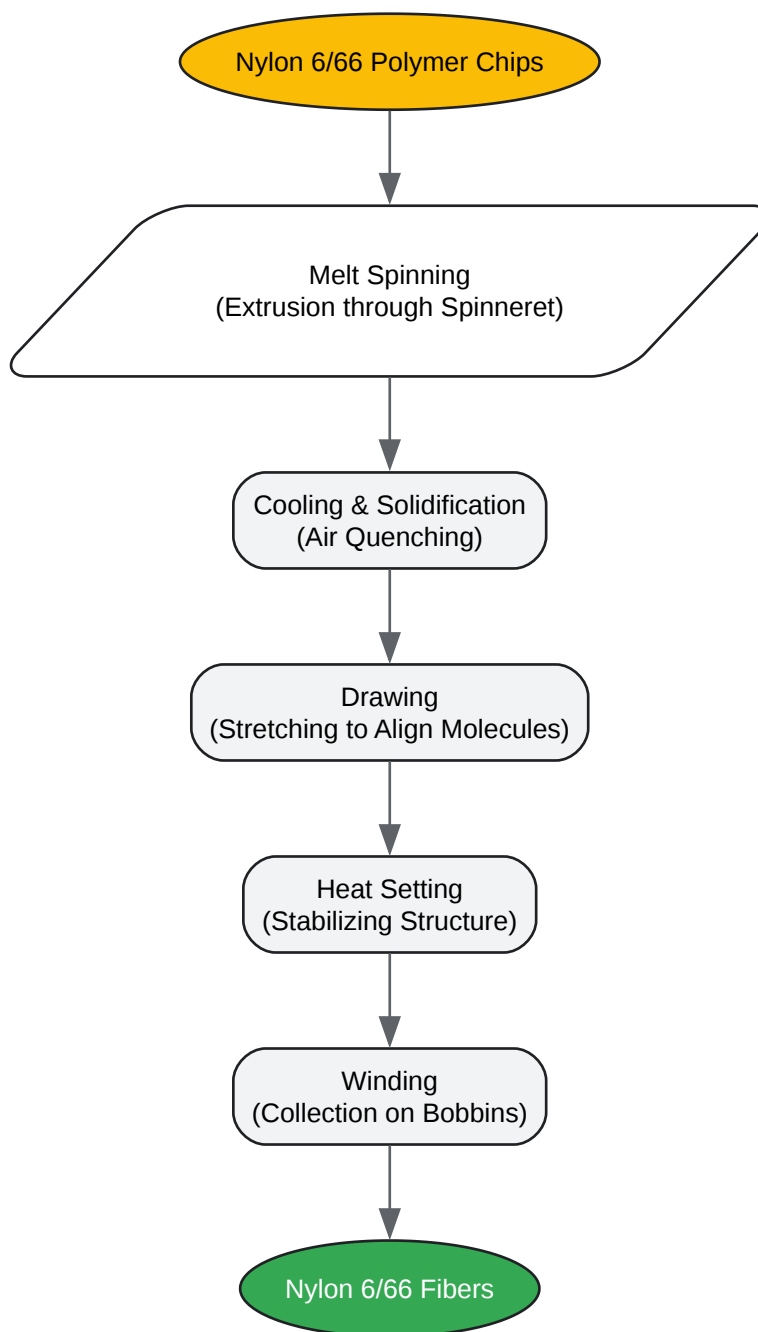 Nylon 6/66 Polymer Chips
Melt Spinning
(Extrusion through Spinneret)
Cooling & Solidification
(Air Quenching)
Drawing
(Stretching to Align Molecules)
Heat Setting
(Stabilizing Structure)
Winding
(Collection on Bobbins)
Nylon 6/66 Fibers